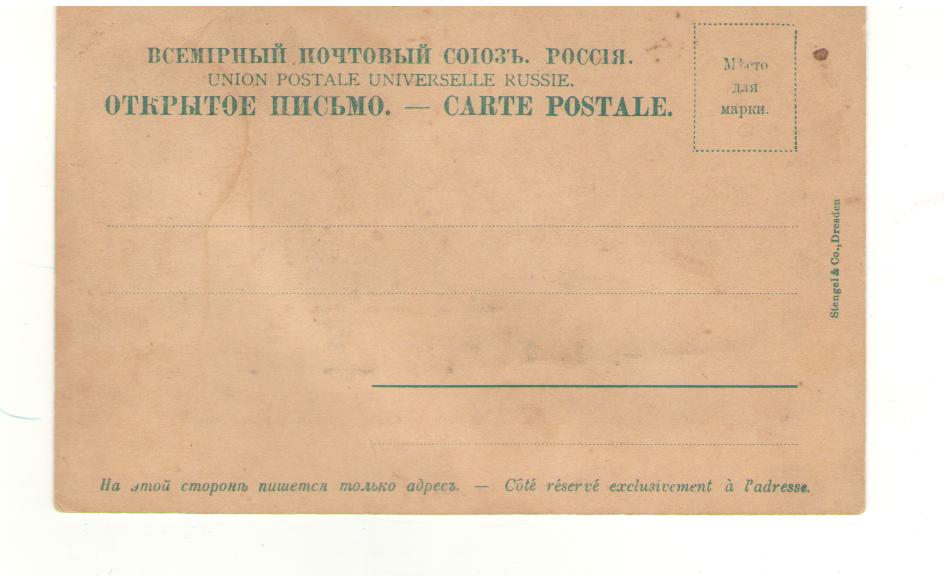 ВСЕМІРНЫЙ ПОЧТОВЫЙ СОЮЗЪ. РОССІЯ.
UNION POSTALE UNIVERSELLE RUSSIE.
ОТКРЫТОЕ ПИСЬМО. — CARTE POSTALE.
Мѣсто
для
марки.
Stengel & Co., Dresden
На этой сторонѣ пишется только адресъ. — Côté réservé exclusivement à l'adresse.